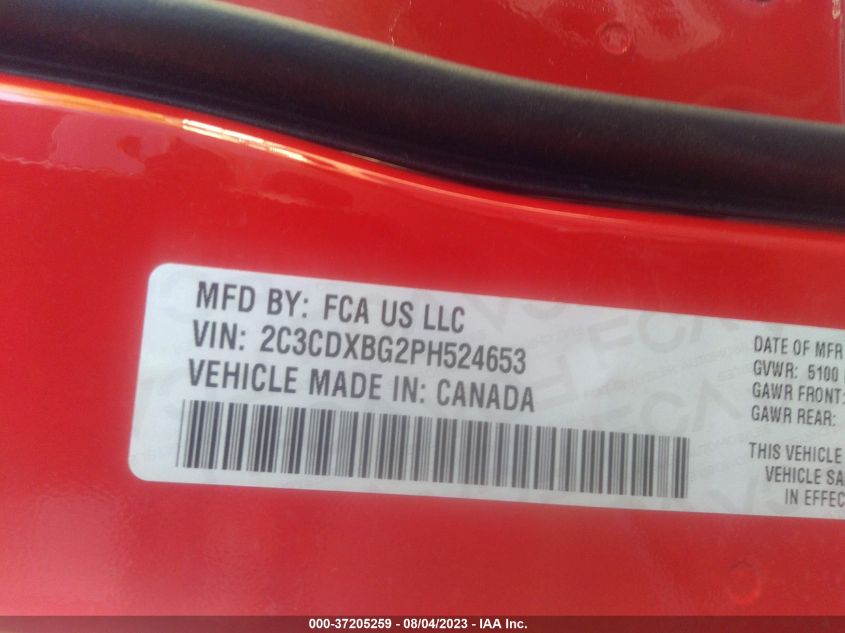 MFD BY: FCA US LLC
VIN: 2C3CDXBG2PH524653
VEHICLE MADE IN: CANADA
DATE OF MFR
GVWR: 5100
GAWR FRONT:
GAWR REAR:
THIS VEHICLE
VEHICLE SA
IN EFFEC
000-37205259 - 08/04/2023 - IAA Inc.